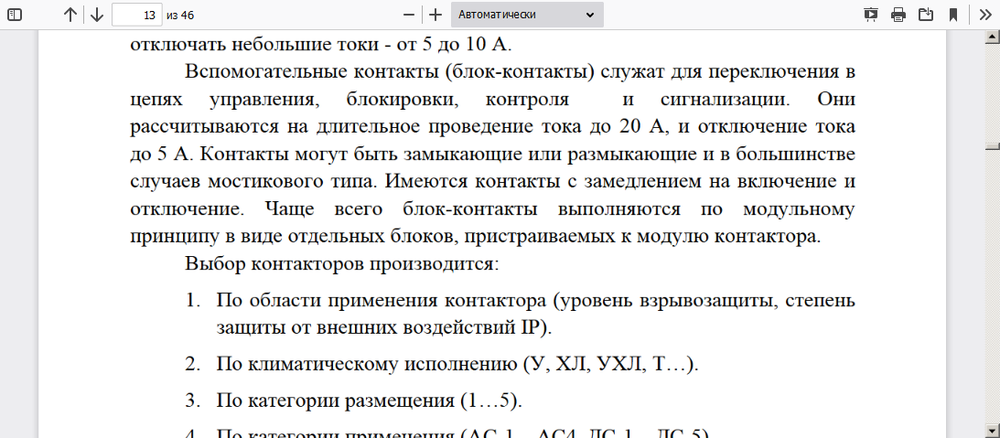 13 из 46 Автоматически
отключать небольшие токи - от 5 до 10 А.
Вспомогательные контакты (блок-контакты) служат для переключения в
цепях управления, блокировки, контроля и сигнализации. Они
рассчитываются на длительное проведение тока до 20 А, и отключение тока
до 5 А. Контакты могут быть замыкающие или размыкающие и в большинстве
случаев мостикового типа. Имеются контакты с замедлением на включение и
отключение. Чаще всего блок-контакты выполняются по модульному
принципу в виде отдельных блоков, пристраиваемых к модулю контактора.
Выбор контакторов производится:
1. По области применения контактора (уровень взрывозащиты, степень
защиты от внешних воздействий IP).
2. По климатическому исполнению (У, ХЛ, УХЛ, Т…).
3. По категории размещения (1…5).
4. По категории применения (АС-1…АС4, ДС-1…ДС-5)